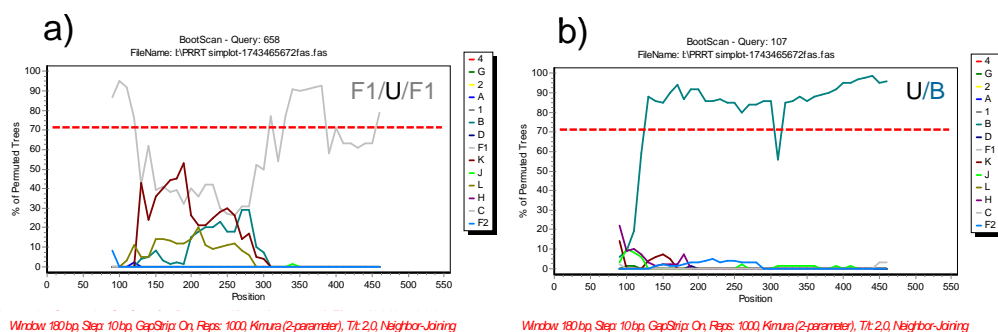 a)
BootScan - Query: 658
FileName: I:\PRRT simplot-1743465672fas.fas
F1/U/F1
% of Permuted Trees
100
90
80
70
60
50
40
30
20
10
0
0 50 100 150 200 250 300 350 400 450 500 550
Position
4
G
2
A
1
B
D
F1
K
J
L
H
C
F2
Window: 180 bp, Step: 10 bp, GapStrip: On, Reps: 1000, Kimura (2-parameter), T/t: 2,0, Neighbor-Joining
b)
BootScan - Query: 107
FileName: I:\PRRT simplot-1743465672fas.fas
U/B
% of Permuted Trees
100
90
80
70
60
50
40
30
20
10
0
0 50 100 150 200 250 300 350 400 450 500 550
Position
4
G
2
A
1
B
D
F1
K
J
L
H
C
F2
Window: 180 bp, Step: 10 bp, GapStrip: On, Reps: 1000, Kimura (2-parameter), T/t: 2,0, Neighbor-Joining